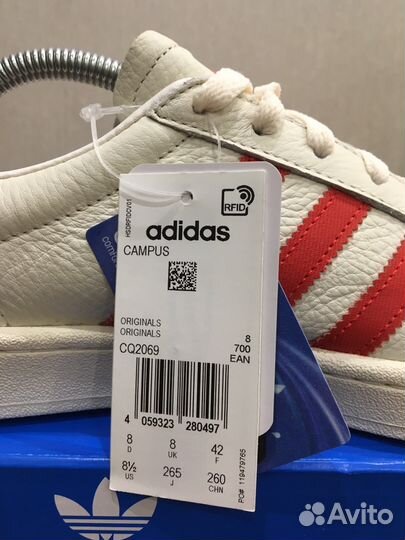 RFID
HSDRFIDOV01
adidas
CAMPUS
ORIGINALS 8
ORIGINALS 700
CQ2069 EAN
4 059323 280497
8 8 42
D UK F
8½ 265 260
US J CHN
PO# 119479765
Avito